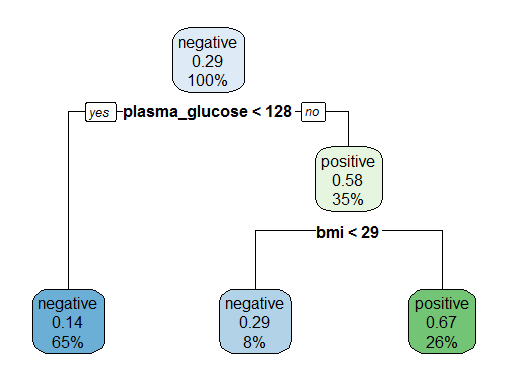 negative
0.29
100%
yes plasma_glucose < 128 no
positive
0.58
35%
bmi < 29
negative
0.14
65%
negative
0.29
8%
positive
0.67
26%